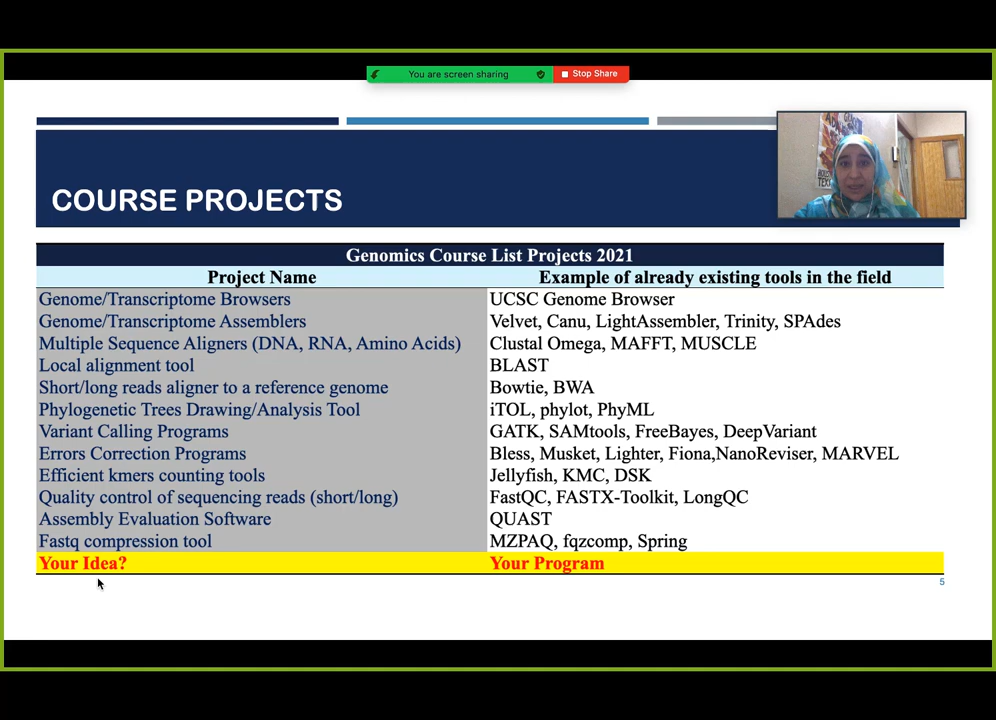 You are screen sharing Stop Share
COURSE PROJECTS
Genomics Course List Projects 2021
Project Name Example of already existing tools in the field
Genome/Transcriptome Browsers UCSC Genome Browser
Genome/Transcriptome Assemblers Velvet, Canu, LightAssembler, Trinity, SPAdes
Multiple Sequence Aligners (DNA, RNA, Amino Acids) Clustal Omega, MAFFT, MUSCLE
Local alignment tool BLAST
Short/long reads aligner to a reference genome Bowtie, BWA
Phylogenetic Trees Drawing/Analysis Tool iTOL, phylot, PhyML
Variant Calling Programs GATK, SAMtools, FreeBayes, DeepVariant
Errors Correction Programs Bless, Musket, Lighter, Fiona,NanoReviser, MARVEL
Efficient kmers counting tools Jellyfish, KMC, DSK
Quality control of sequencing reads (short/long) FastQC, FASTX-Toolkit, LongQC
Assembly Evaluation Software QUAST
Fastq compression tool MZPAQ, fqzcomp, Spring
Your Idea? Your Program
5